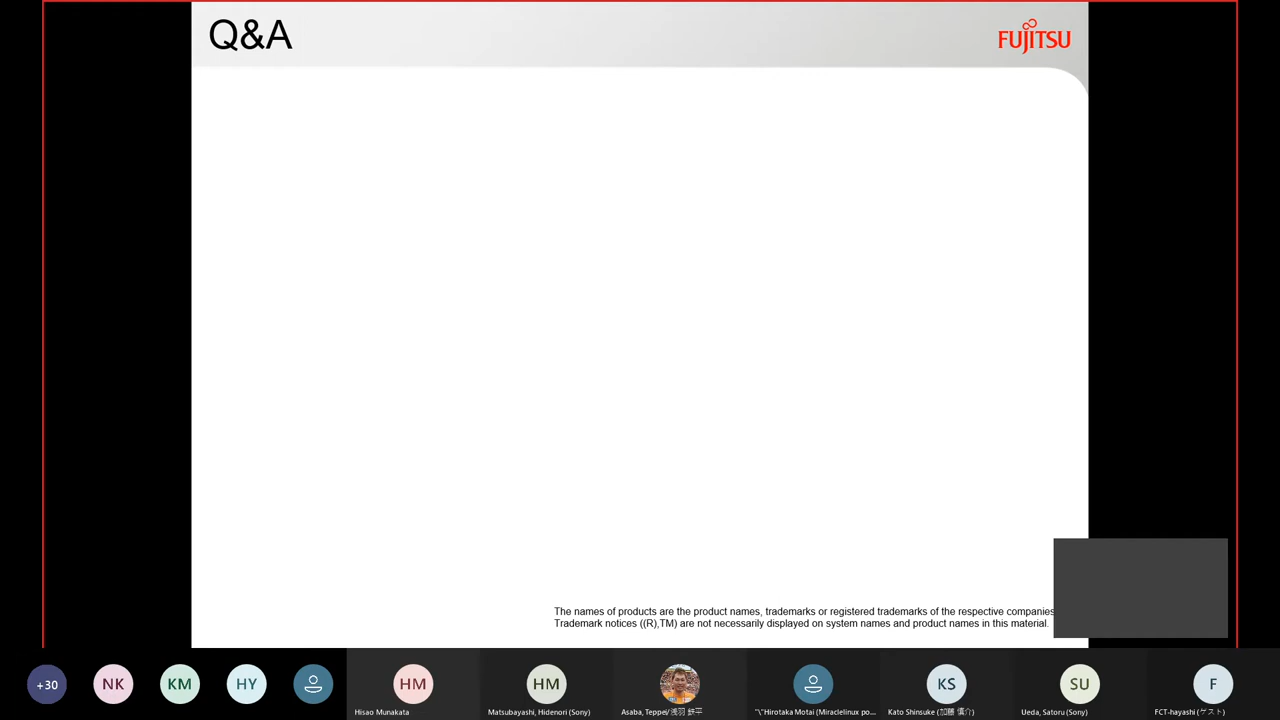 Q&A
FUJITSU
The names of products are the product names, trademarks or registered trademarks of the respective companies
Trademark notices ((R),TM) are not necessarily displayed on system names and product names in this material.
+30
NK
KM
HY
HM
HM
KS
SU
F
Hisao Munakata
Matsubayashi, Hidenori (Sony)
Asaba, Teppei/浅羽 鉄平
"\"Hirotaka Motai (Miraclelinux po...
Kato Shinsuke (加藤 慎介)
Ueda, Satoru (Sony)
FCT-hayashi (ゲスト)